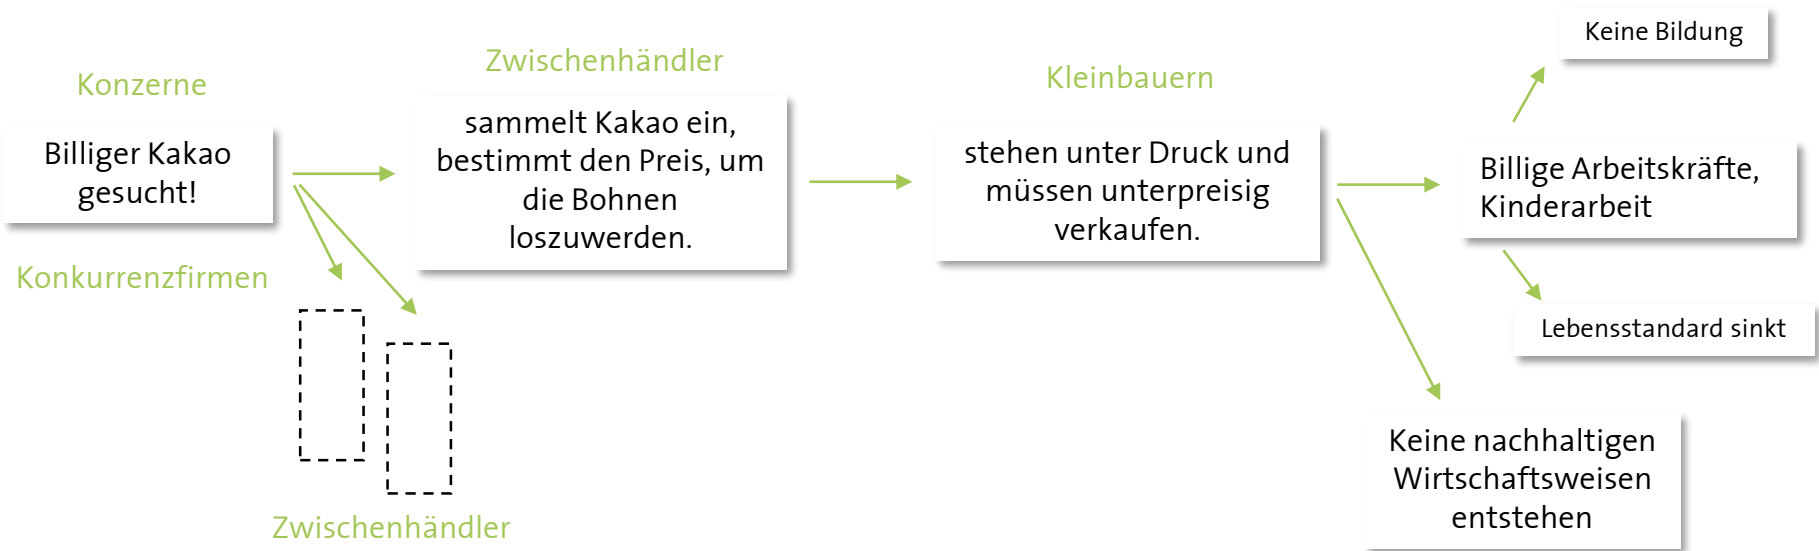 Konzerne
Billiger Kakao
gesucht!
Konkurrenzfirmen
Zwischenhändler
sammelt Kakao ein,
bestimmt den Preis, um
die Bohnen
loszuwerden.
Zwischenhändler
Kleinbauern
stehen unter Druck und
müssen unterpreisig
verkaufen.
Keine Bildung
Billige Arbeitskräfte,
Kinderarbeit
Lebensstandard sinkt
Keine nachhaltigen
Wirtschaftsweisen
entstehen